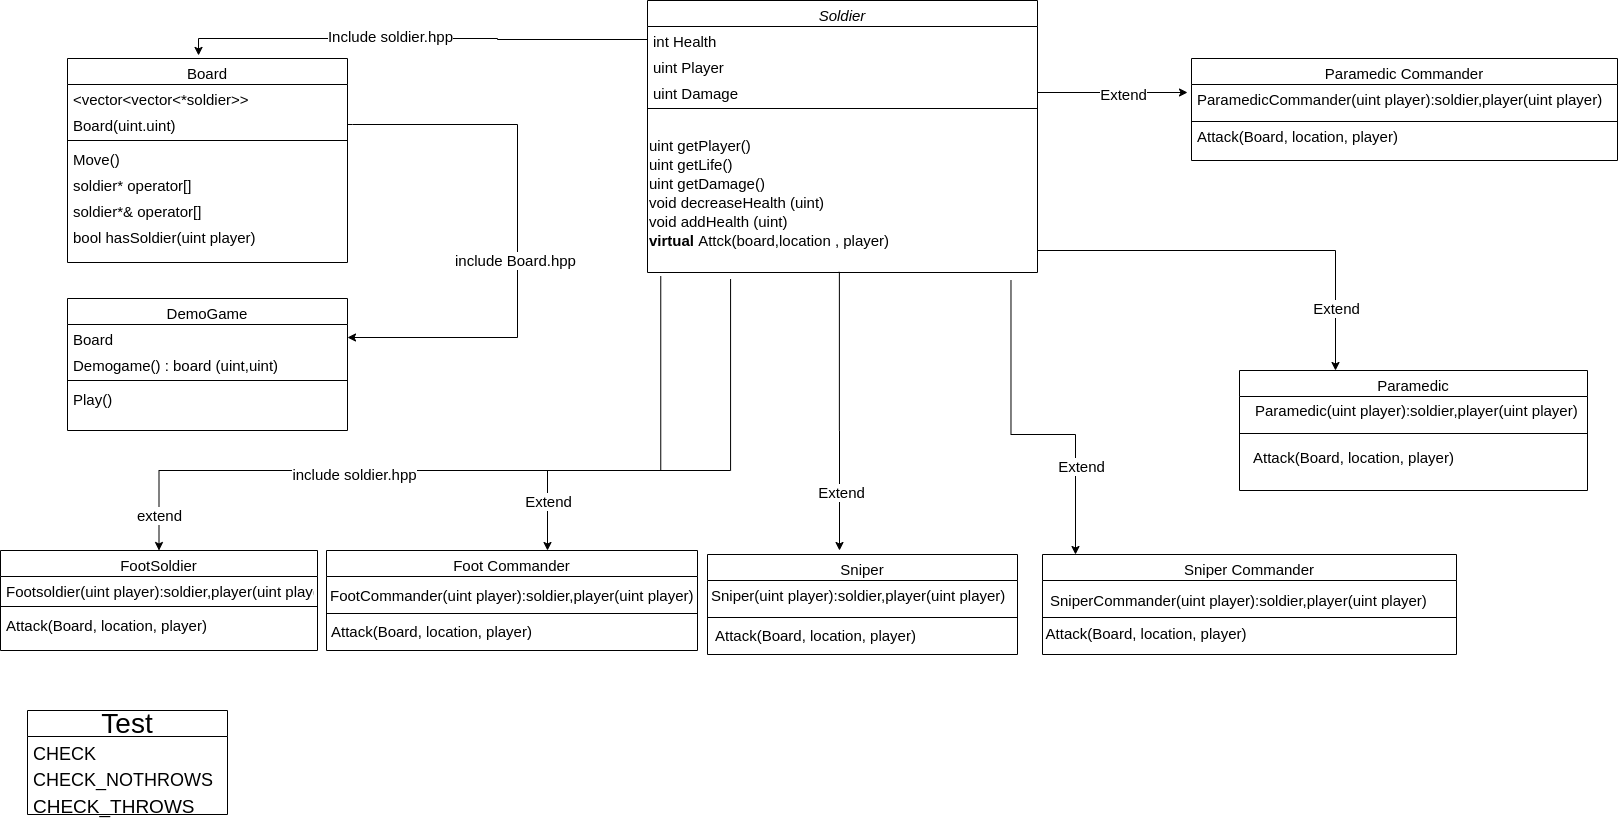 Soldier
int Health
uint Player
uint Damage
uint getPlayer()
uint getLife()
uint getDamage()
void decreaseHealth (uint)
void addHealth (uint)
virtual Attck(board,location , player)
Include soldier.hpp
Board
<vector<vector<*soldier>>
Board(uint.uint)
Move()
soldier* operator[]
soldier*& operator[]
bool hasSoldier(uint player)
include Board.hpp
DemoGame
Board
Demogame() : board (uint,uint)
Play()
Extend
Paramedic Commander
ParamedicCommander(uint player):soldier,player(uint player)
Attack(Board, location, player)
Extend
Paramedic
Paramedic(uint player):soldier,player(uint player)
Attack(Board, location, player)
include soldier.hpp
extend
Extend
Extend
Extend
FootSoldier
Footsoldier(uint player):soldier,player(uint playe
Attack(Board, location, player)
Foot Commander
FootCommander(uint player):soldier,player(uint player)
Attack(Board, location, player)
Sniper
Sniper(uint player):soldier,player(uint player)
Attack(Board, location, player)
Sniper Commander
SniperCommander(uint player):soldier,player(uint player)
Attack(Board, location, player)
Test
CHECK
CHECK_NOTHROWS
CHECK_THROWS